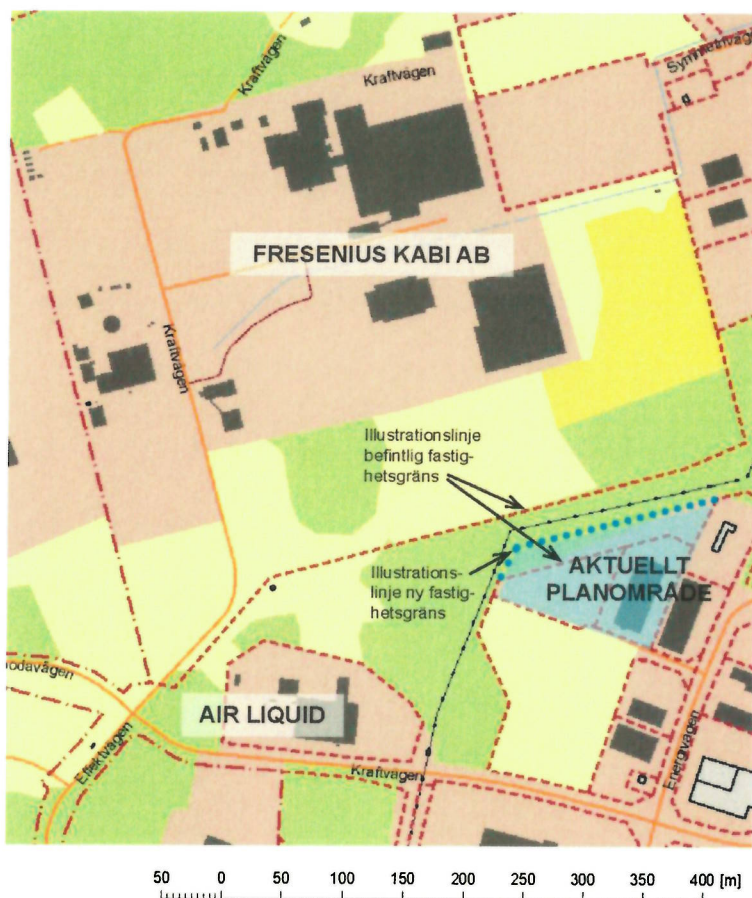 Kraftvägen
Kraftvägen
Symmetriväg
FRESENIUS KABI AB
Kraftvägen
Illustrationslinje
befintlig fastig-
hetsgräns
Illustrations-
linje ny fastig-
hetsgräns
AKTUELLT
PLANOMRÅDE
odavägen
AIR LIQUID
Effektvägen
Kraftvägen
Energivägen
50 0 50 100 150 200 250 300 350 400 [m]